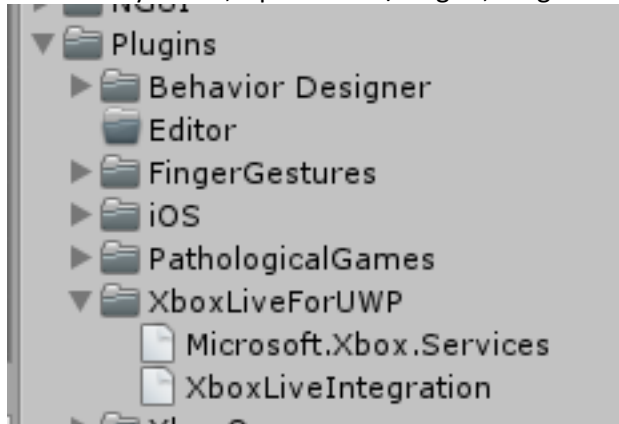 Plugins
Behavior Designer
Editor
FingerGestures
iOS
PathologicalGames
XboxLiveForUWP
Microsoft.Xbox.Services
XboxLiveIntegration